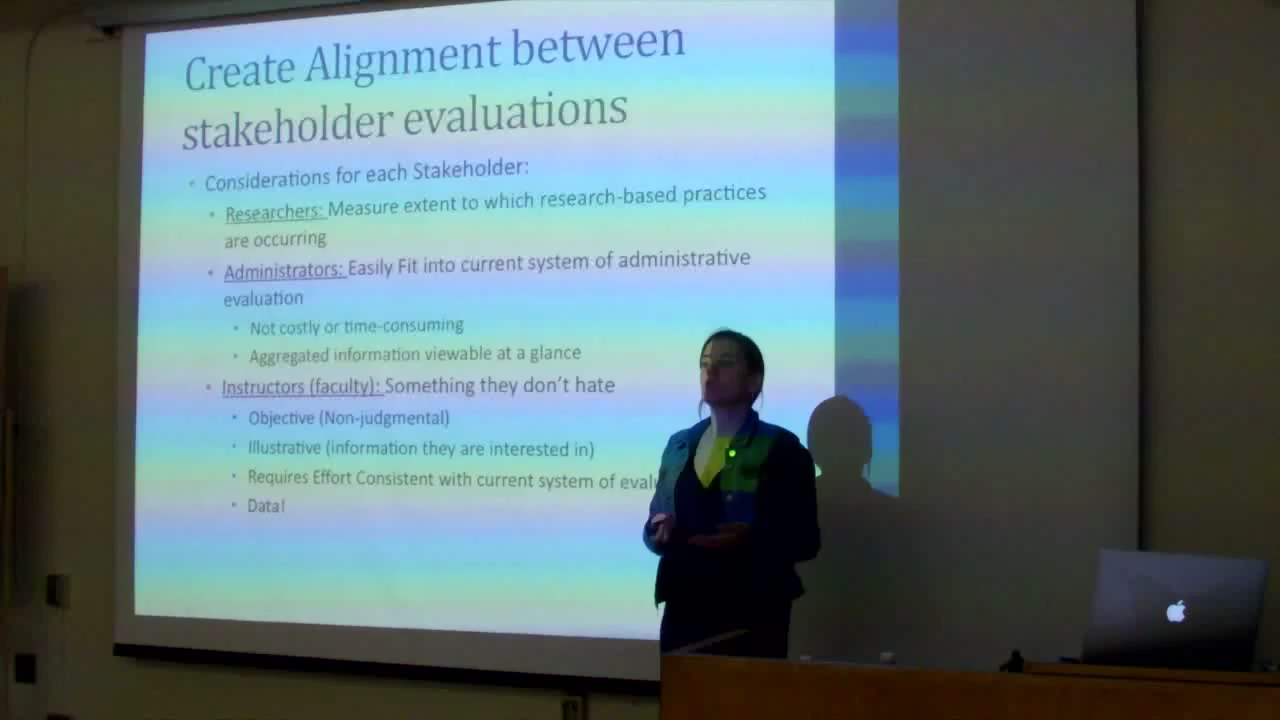 Create Alignment between
stakeholder evaluations
• Considerations for each Stakeholder:
• Researchers: Measure extent to which research-based practices
are occurring
• Administrators: Easily Fit into current system of administrative
evaluation
• Not costly or time-consuming
• Aggregated information viewable at a glance
• Instructors (faculty): Something they don't hate
• Objective (Non-judgmental)
• Illustrative (information they are interested in)
• Requires Effort Consistent with current system of
• Data!